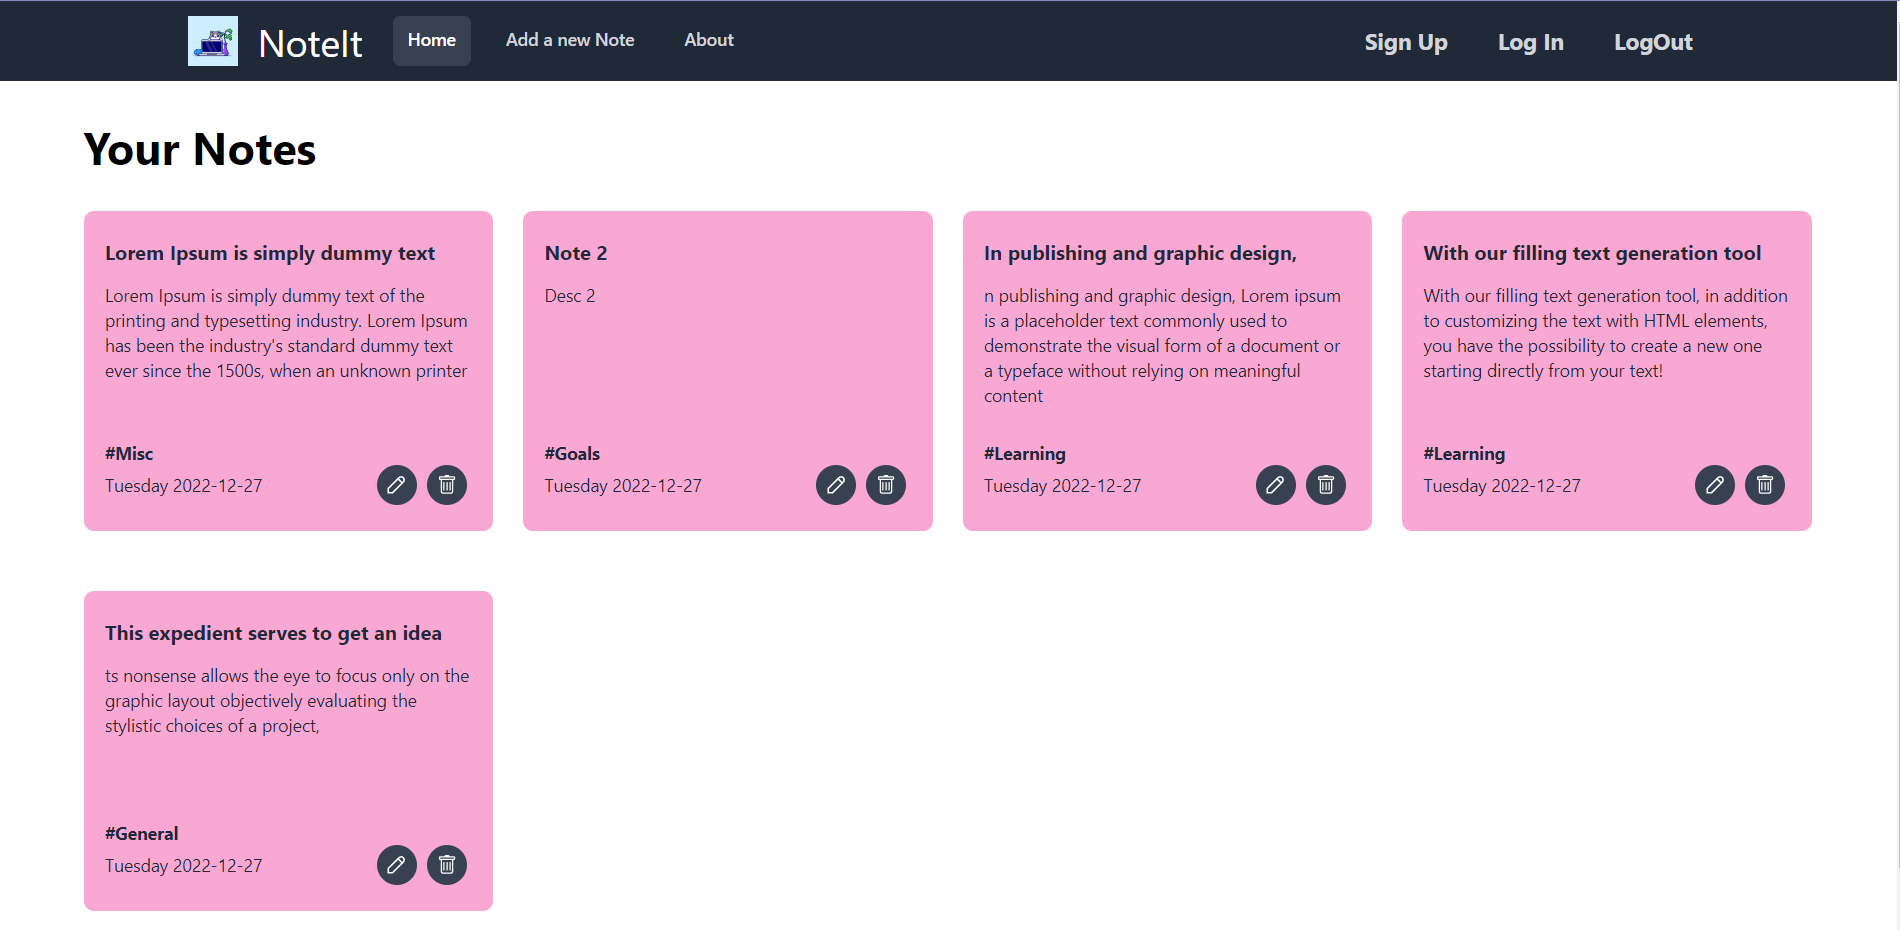 NoteIt
Home
Add a new Note
About
Sign Up
Log In
LogOut
Your Notes
Lorem Ipsum is simply dummy text
Lorem Ipsum is simply dummy text of the
printing and typesetting industry. Lorem Ipsum
has been the industry's standard dummy text
ever since the 1500s, when an unknown printer
#Misc
Tuesday 2022-12-27
Note 2
Desc 2
#Goals
Tuesday 2022-12-27
In publishing and graphic design,
n publishing and graphic design, Lorem ipsum
is a placeholder text commonly used to
demonstrate the visual form of a document or
a typeface without relying on meaningful
content
#Learning
Tuesday 2022-12-27
With our filling text generation tool
With our filling text generation tool, in addition
to customizing the text with HTML elements,
you have the possibility to create a new one
starting directly from your text!
#Learning
Tuesday 2022-12-27
This expedient serves to get an idea
ts nonsense allows the eye to focus only on the
graphic layout objectively evaluating the
stylistic choices of a project,
#General
Tuesday 2022-12-27